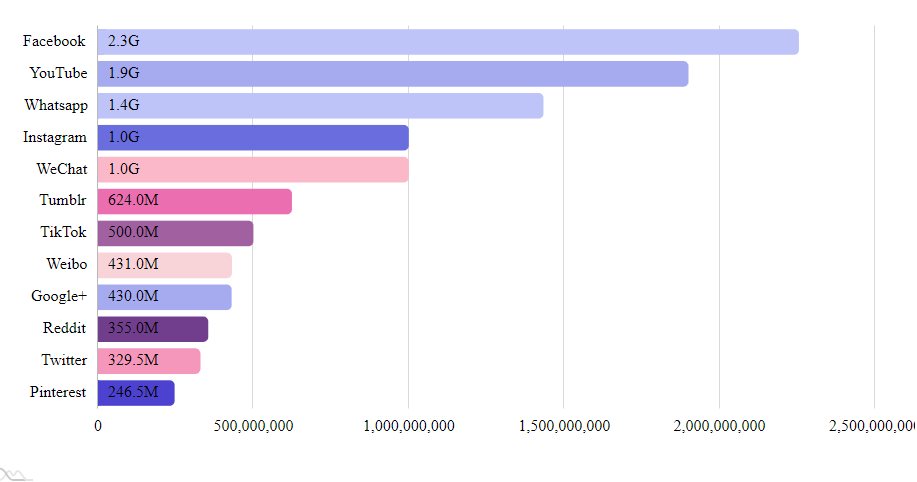 Facebook 2.3G
YouTube 1.9G
Whatsapp 1.4G
Instagram 1.0G
WeChat 1.0G
Tumblr 624.0M
TikTok 500.0M
Weibo 431.0M
Google+ 430.0M
Reddit 355.0M
Twitter 329.5M
Pinterest 246.5M
0 500,000,000 1,000,000,000 1,500,000,000 2,000,000,000